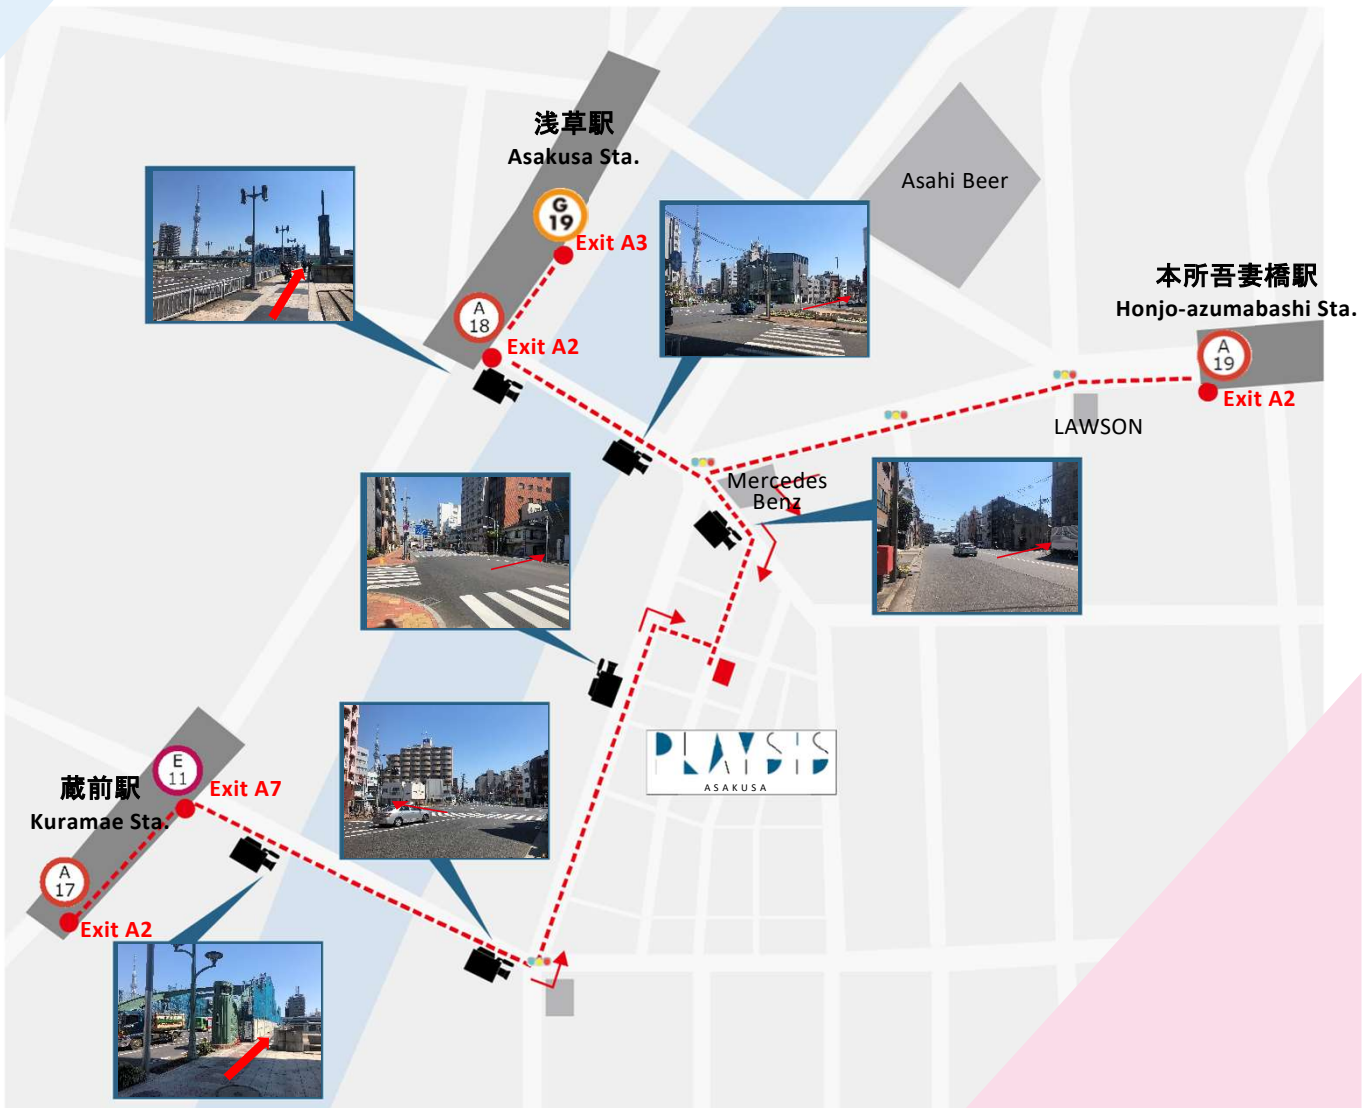 浅草駅
Asakusa Sta.
G
19
Exit A3
A
18
Exit A2
Asahi Beer
本所吾妻橋駅
Honjo-azumabashi Sta.
A
19
Exit A2
LAWSON
Mercedes
Benz
PLAYSIS
ASAKUSA
蔵前駅
Kuramae Sta.
E
11
Exit A7
A
17
Exit A2